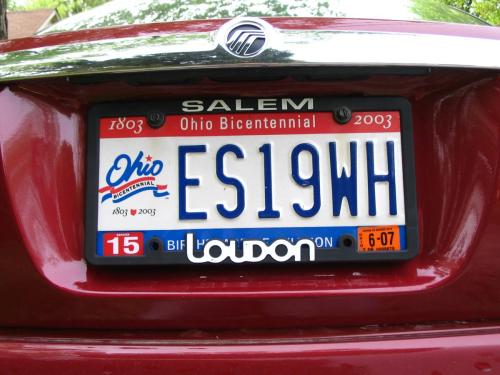 SALEM
1803 Ohio Bicentennial 2003
Ohio
BICENTENNIAL
1803 2003
ES19WH
15
6-07
LOUDON